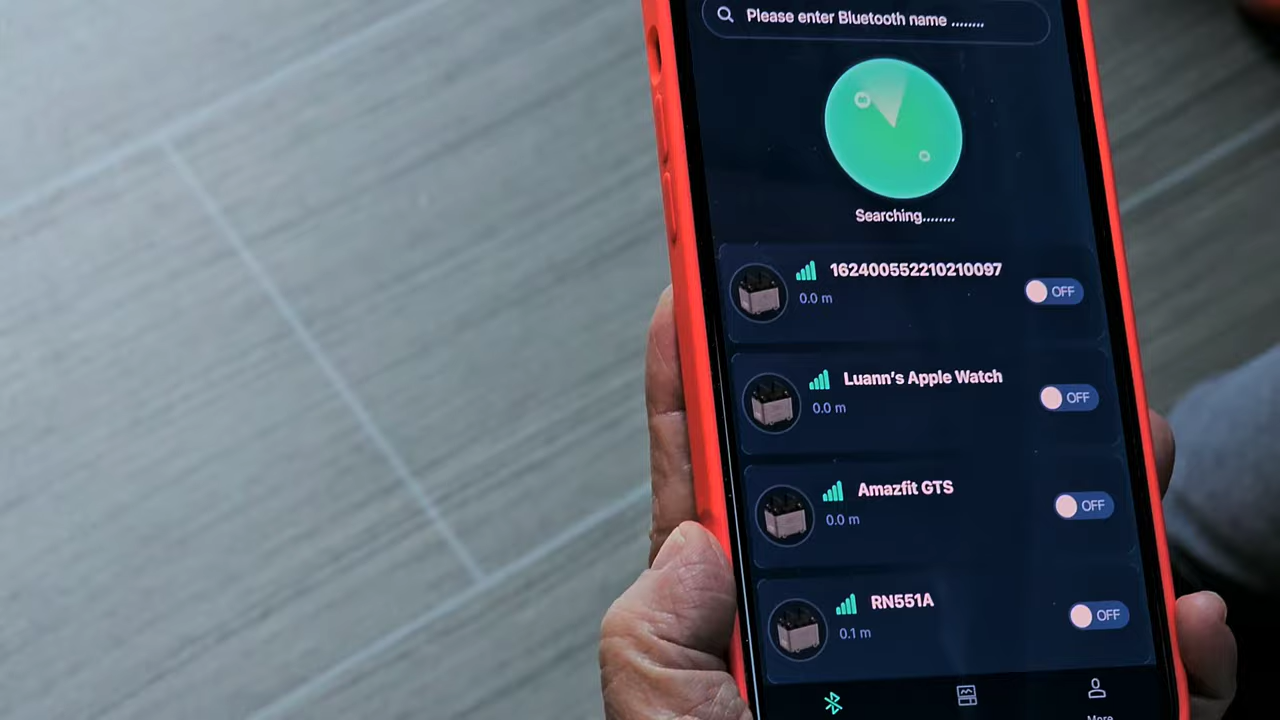 Please enter Bluetooth name ........
Searching........
162400552210210097
0.0 m
OFF
Luann's Apple Watch
0.0 m
OFF
Amazfit GTS
0.0 m
OFF
RN551A
0.1 m
OFF
More